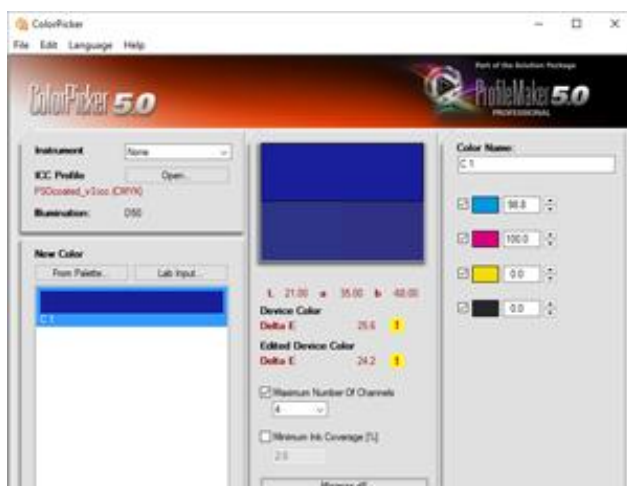 ColorPicker
File Edit Language Help
Part of the Solution Package
ColorPicker 5.0
ProfileMaker 5.0
PROFESSIONAL
Instrument None
ICC Profile Open...
PSOcoated_v3.icc (CMYK)
Illumination: D50
New Color
From Palette... Lab Input...
C 1
L 21.00 a 35.00 b -60.00
Device Color
Delta E 25.6 !
Edited Device Color
Delta E 24.2 !
Maximum Number Of Channels
4
Minimum Ink Coverage [%]
2.0
Color Name:
C 1
98.8
100.0
0.0
0.0